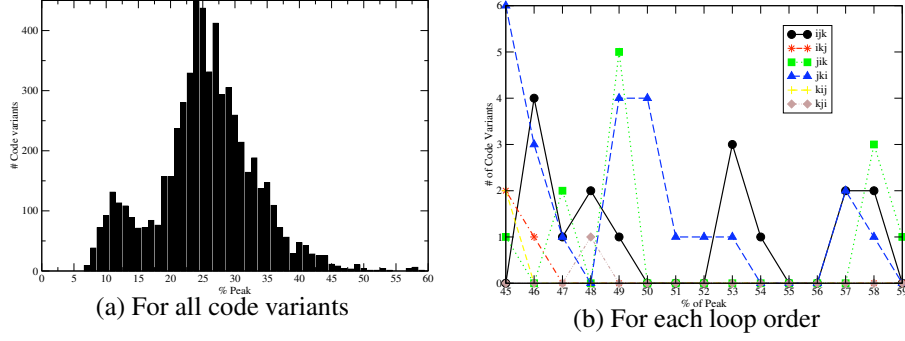 400
300
200
100
0
# Code variants
0 5 10 15 20 25 30 35 40 45 50 55 60
% Peak
(a) For all code variants
6
5
4
3
2
1
0
# of Code Variants
ijk
ikj
jik
jki
kij
kji
45 46 47 48 49 50 51 52 53 54 55 56 57 58 59
% of Peak
(b) For each loop order